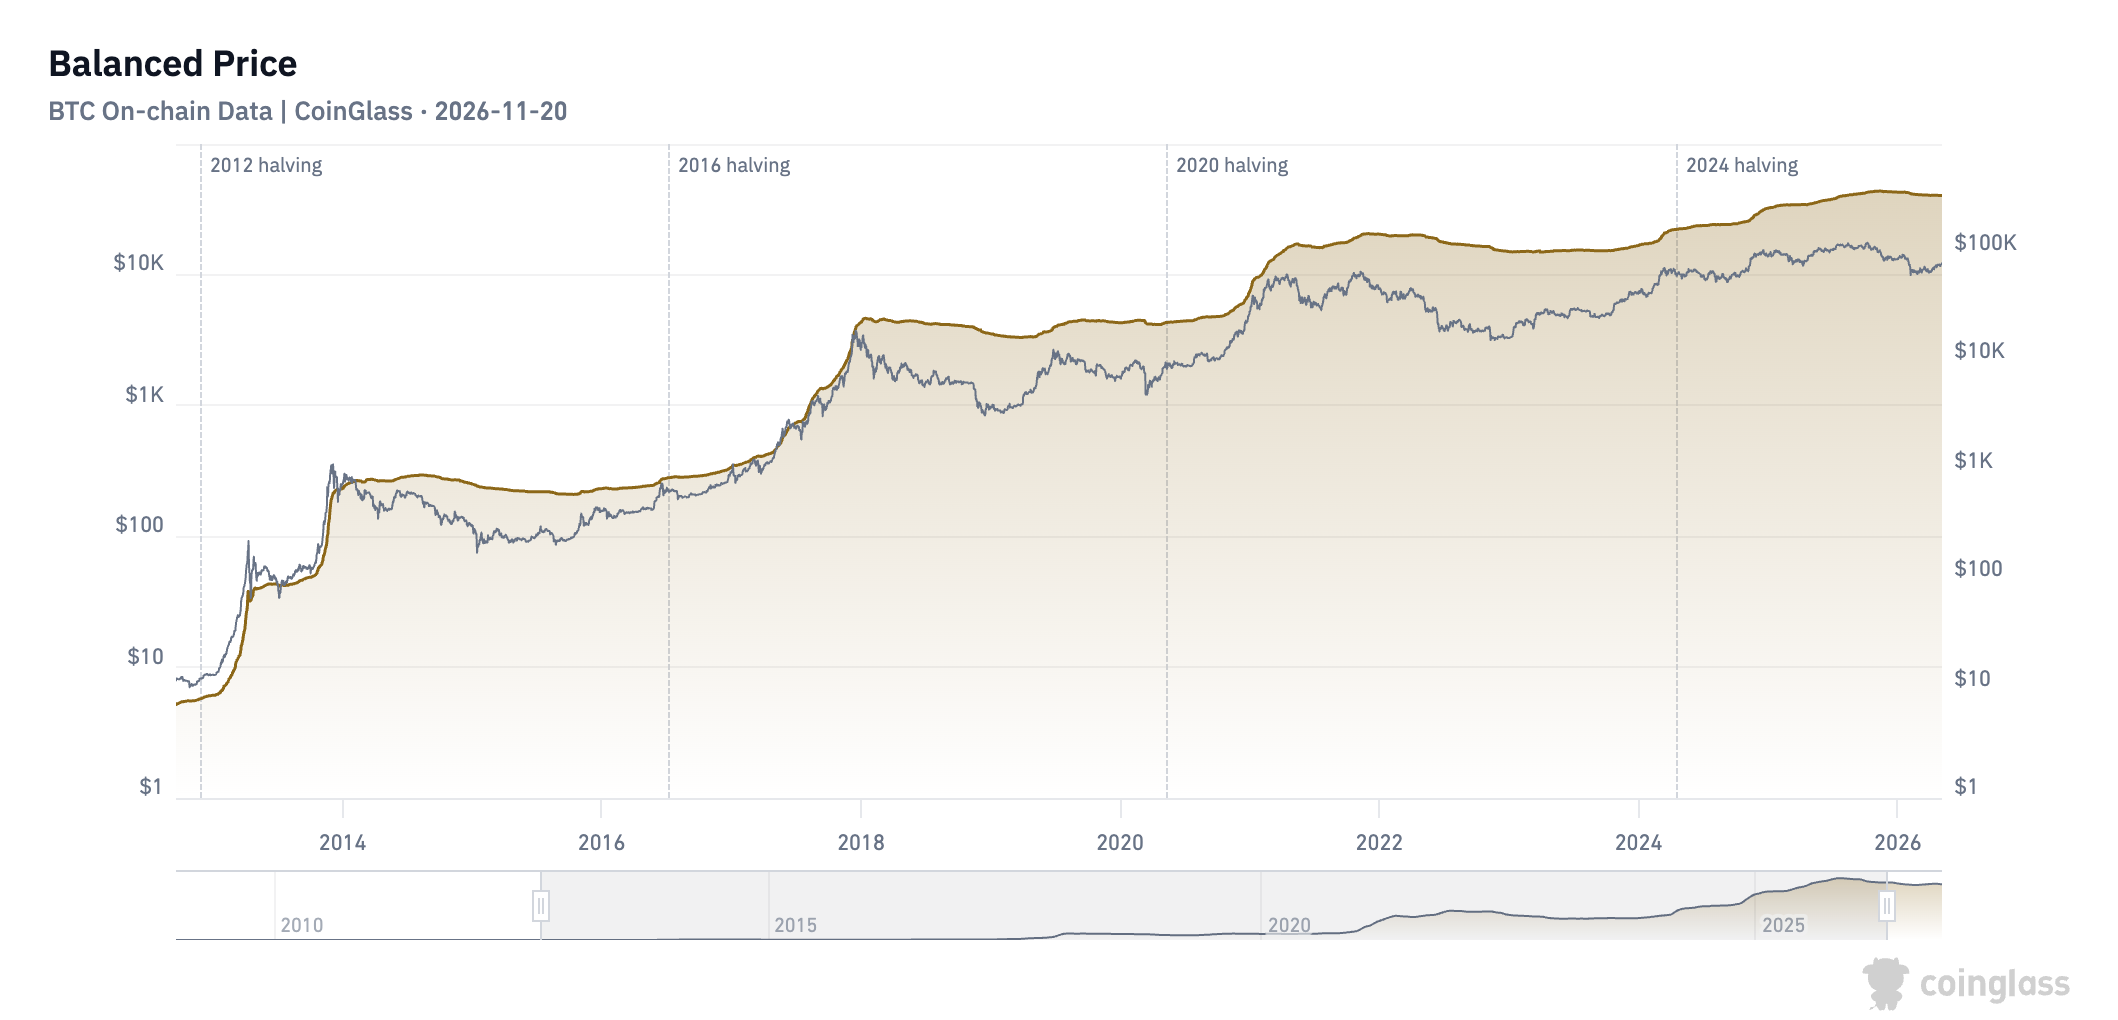 Balanced Price
BTC On-chain Data | CoinGlass · 2026-11-20
2012 halving
2016 halving
2020 halving
2024 halving
$10K
$1K
$100
$10
$1
$100K
$10K
$1K
$100
$10
$1
2014
2016
2018
2020
2022
2024
2026
2010
2015
2020
2025
coinglass